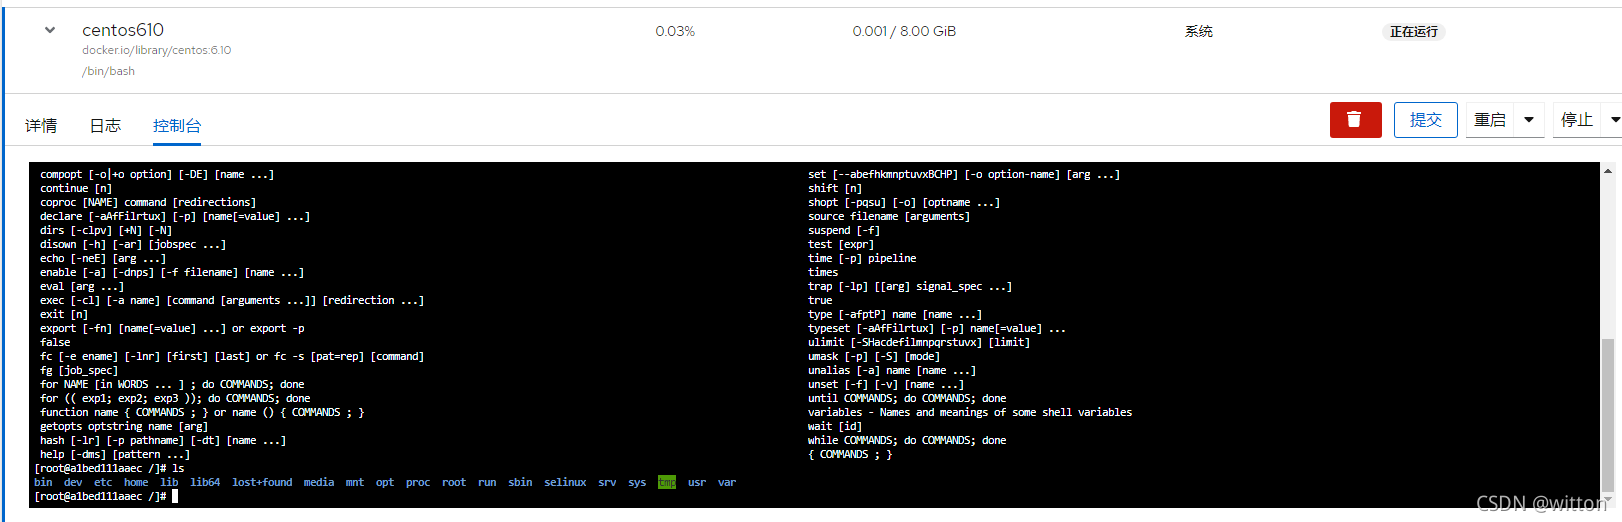 centos610 0.03% 0.001 / 8.00 GiB 系统 正在运行
docker.io/library/centos:6.10
/bin/bash
详情 日志 控制台 提交 重启 停止
compopt [-o|+o option] [-DE] [name ...] set [--abefhkmnptuvxBCHP] [-o option-name] [arg ...]
continue [n] shift [n]
coproc [NAME] command [redirections] shopt [-pqsu] [-o] [optname ...]
declare [-aAfFilrtux] [-p] [name[=value] ...] source filename [arguments]
dirs [-clpv] [+N] [-N] suspend [-f]
disown [-h] [-ar] [jobspec ...] test [expr]
echo [-neE] [arg ...] time [-p] pipeline
enable [-a] [-dnps] [-f filename] [name ...] times
eval [arg ...] trap [-lp] [[arg] signal_spec ...]
exec [-cl] [-a name] [command [arguments ...]] [redirection ...] true
exit [n] type [-afptP] name [name ...]
export [-fn] [name[=value] ...] or export -p typeset [-aAfFilrtux] [-p] name[=value] ...
false ulimit [-SHacdefilmnpqrstuvx] [limit]
fc [-e ename] [-lnr] [first] [last] or fc -s [pat=rep] [command] umask [-p] [-S] [mode]
fg [job_spec] unalias [-a] name [name ...]
for NAME [in WORDS ... ] ; do COMMANDS; done unset [-f] [-v] [name ...]
for (( exp1; exp2; exp3 )); do COMMANDS; done until COMMANDS; do COMMANDS; done
function name { COMMANDS ; } or name () { COMMANDS ; } variables - Names and meanings of some shell variables
getopts optstring name [arg] wait [id]
hash [-lr] [-p pathname] [-dt] [name ...] while COMMANDS; do COMMANDS; done
help [-dms] [pattern ...] { COMMANDS ; }
[root@a1bed111aaec /]# ls
bin dev etc home lib lib64 lost+found media mnt opt proc root run sbin selinux srv sys tmp usr var
[root@a1bed111aaec /]#
CSDN @witton